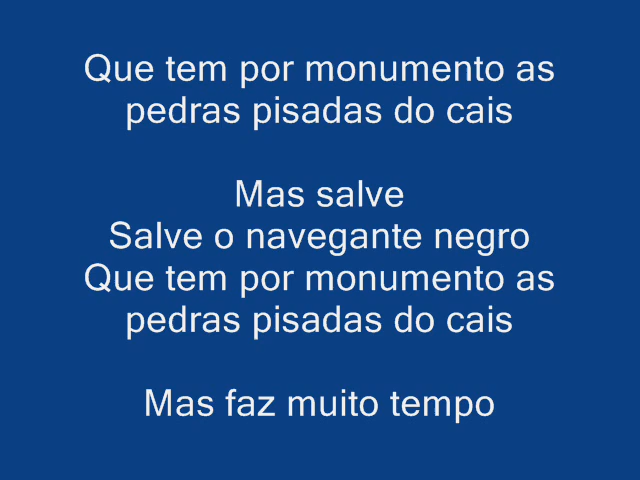 Que tem por monumento as
pedras pisadas do cais
Mas salve
Salve o navegante negro
Que tem por monumento as
pedras pisadas do cais
Mas faz muito tempo